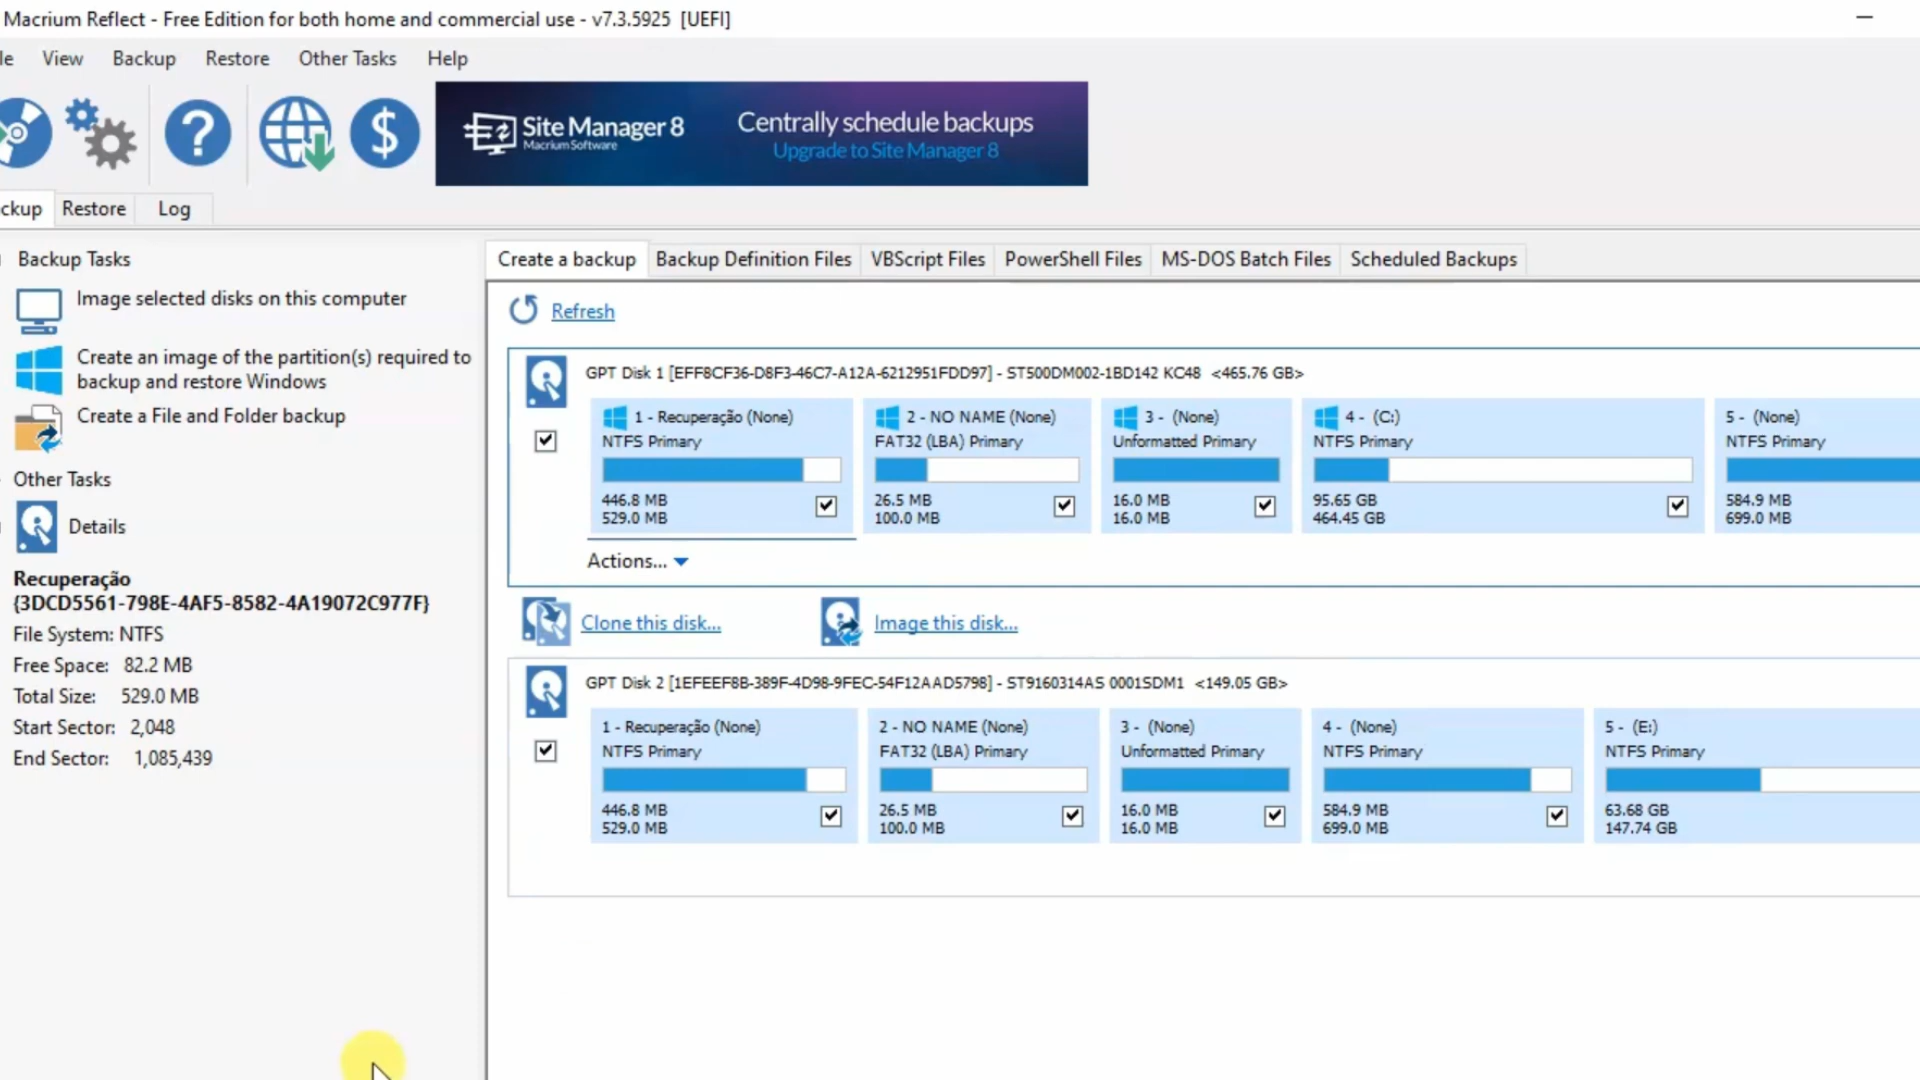 Macrium Reflect - Free Edition for both home and commercial use - v7.3.5925 [UEFI]
le View Backup Restore Other Tasks Help
Site Manager 8
Macrium Software
Centrally schedule backups
Upgrade to Site Manager 8
ckup Restore Log
Backup Tasks
Image selected disks on this computer
Create an image of the partition(s) required to
backup and restore Windows
Create a File and Folder backup
Other Tasks
Details
Recuperação
{3DCD5561-798E-4AF5-8582-4A19072C977F}
File System: NTFS
Free Space: 82.2 MB
Total Size: 529.0 MB
Start Sector: 2,048
End Sector: 1,085,439
Create a backup Backup Definition Files VBScript Files PowerShell Files MS-DOS Batch Files Scheduled Backups
Refresh
GPT Disk 1 [EFF8CF36-D8F3-46C7-A12A-6212951FDD97] - ST500DM002-1BD142 KC48 <465.76 GB>
1 - Recuperação (None)
NTFS Primary
446.8 MB
529.0 MB
2 - NO NAME (None)
FAT32 (LBA) Primary
26.5 MB
100.0 MB
3 - (None)
Unformatted Primary
16.0 MB
16.0 MB
4 - (C:)
NTFS Primary
95.65 GB
464.45 GB
5 - (None)
NTFS Primary
584.9 MB
699.0 MB
Actions...
Clone this disk... Image this disk...
GPT Disk 2 [1EFEEF8B-389F-4D98-9FEC-54F12AAD5798] - ST9160314AS 0001SDM1 <149.05 GB>
1 - Recuperação (None)
NTFS Primary
446.8 MB
529.0 MB
2 - NO NAME (None)
FAT32 (LBA) Primary
26.5 MB
100.0 MB
3 - (None)
Unformatted Primary
16.0 MB
16.0 MB
4 - (None)
NTFS Primary
584.9 MB
699.0 MB
5 - (E:)
NTFS Primary
63.68 GB
147.74 GB